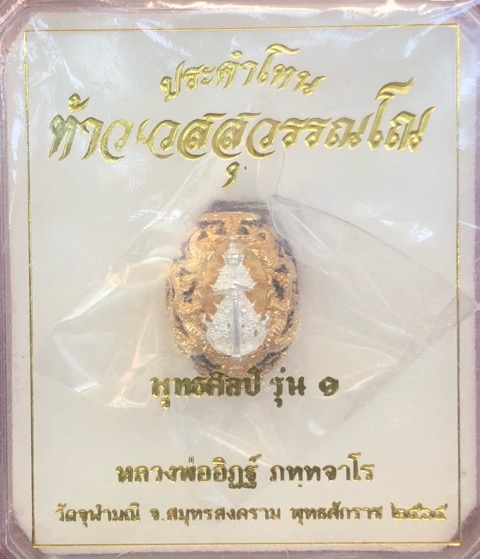 ประคำโทน
ท้าวเวสสุวรรณโณ
พุทธศิลป์ รุ่น ๑
หลวงพ่ออิฏฐ์ ภทฺทจาโร
วัดจุฬามณี จ.สมุทรสงคราม พุทธศักราช ๒๕๖๔